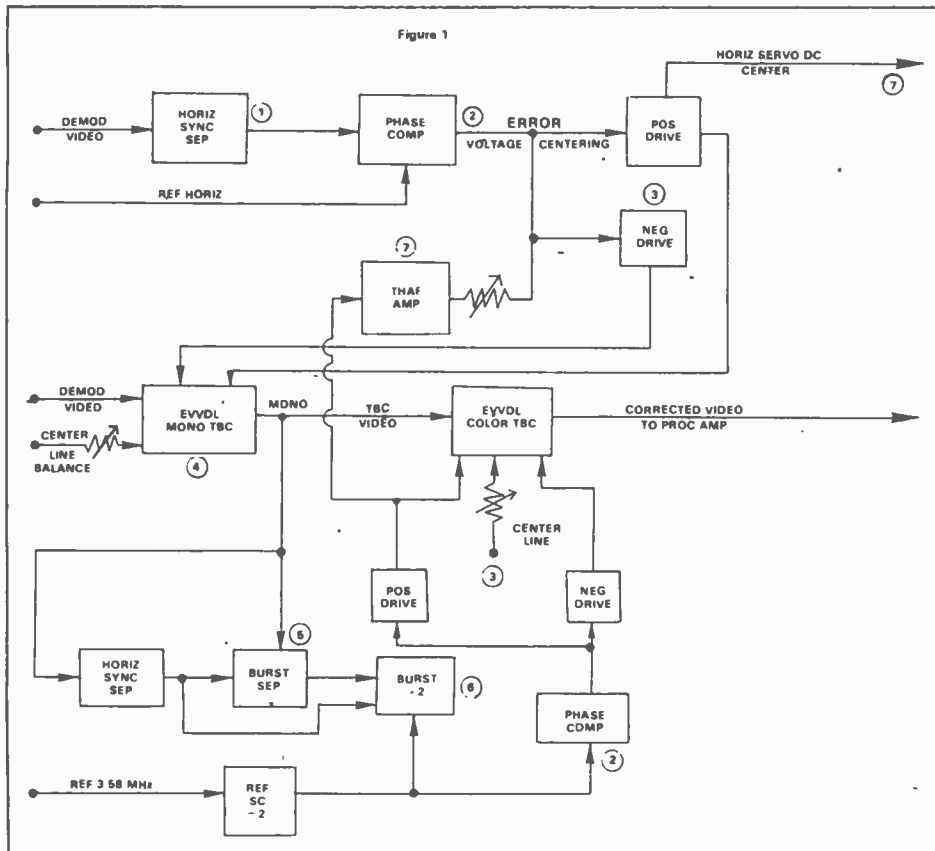 Figure 1
HORIZ SERVO DC
CENTER
7
DEMOD
VIDEO
HORIZ
SYNC
SEP
1
PHASE
COMP
2
ERROR
VOLTAGE
CENTERING
POS
DRIVE
REF HORIZ
3
NEG
DRIVE
7
THAF
AMP
DEMOD
VIDEO
CENTER
LINE
BALANCE
EVVDL
MONO TBC
4
MONO
TBC
VIDEO
EVVDL
COLOR TBC
CORRECTED VIDEO
TO PROC AMP
CENTER
LINE
3
POS
DRIVE
NEG
DRIVE
HORIZ
SYNC
SEP
5
BURST
SEP
BURST
-2
6
PHASE
COMP
2
REF 3 58 MHz
REF
SC
-2